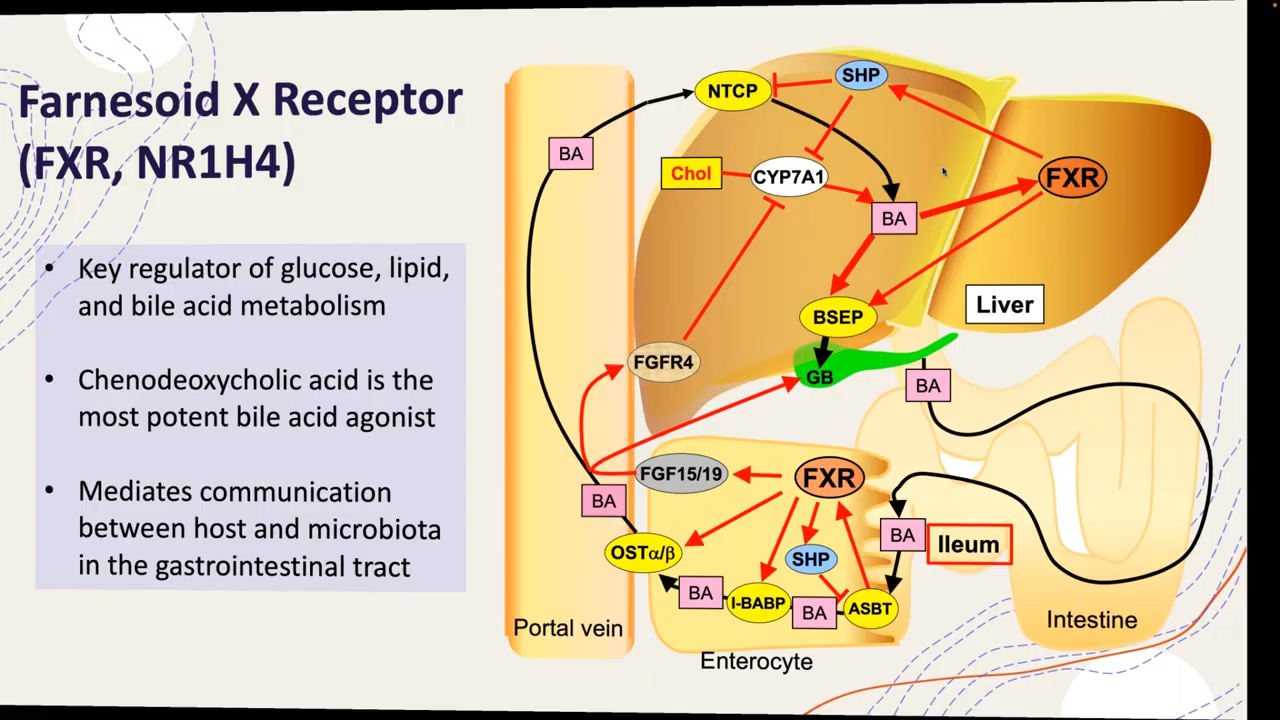 Farnesoid X Receptor
(FXR, NR1H4)
• Key regulator of glucose, lipid,
and bile acid metabolism
• Chenodeoxycholic acid is the
most potent bile acid agonist
• Mediates communication
between host and microbiota
in the gastrointestinal tract
SHP
NTCP
BA
Chol
CYP7A1
FXR
BA
Liver
BSEP
FGFR4
GB
BA
FGF15/19
FXR
BA
BA
Ileum
OSTα/β
SHP
BA
I-BABP
BA
ASBT
Portal vein
Intestine
Enterocyte